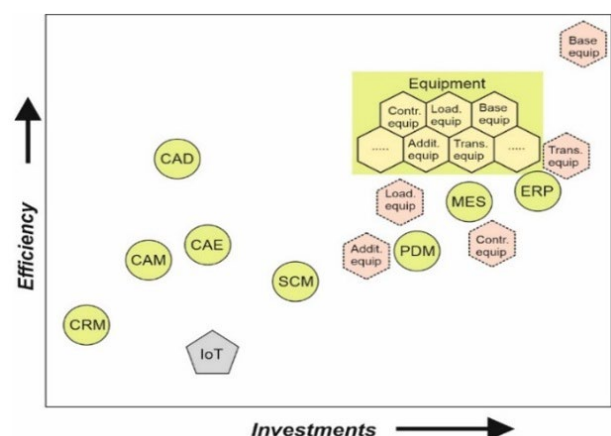 Base
equip
Equipment
Contr.
equip
Load.
equip
Base
equip
.....
Addit.
equip
Trans.
equip
.....
Trans.
equip
CAD
ERP
Load.
equip
MES
CAE
Contr.
equip
Addit.
equip
PDM
CAM
SCM
CRM
IoT
Efficiency
Investments